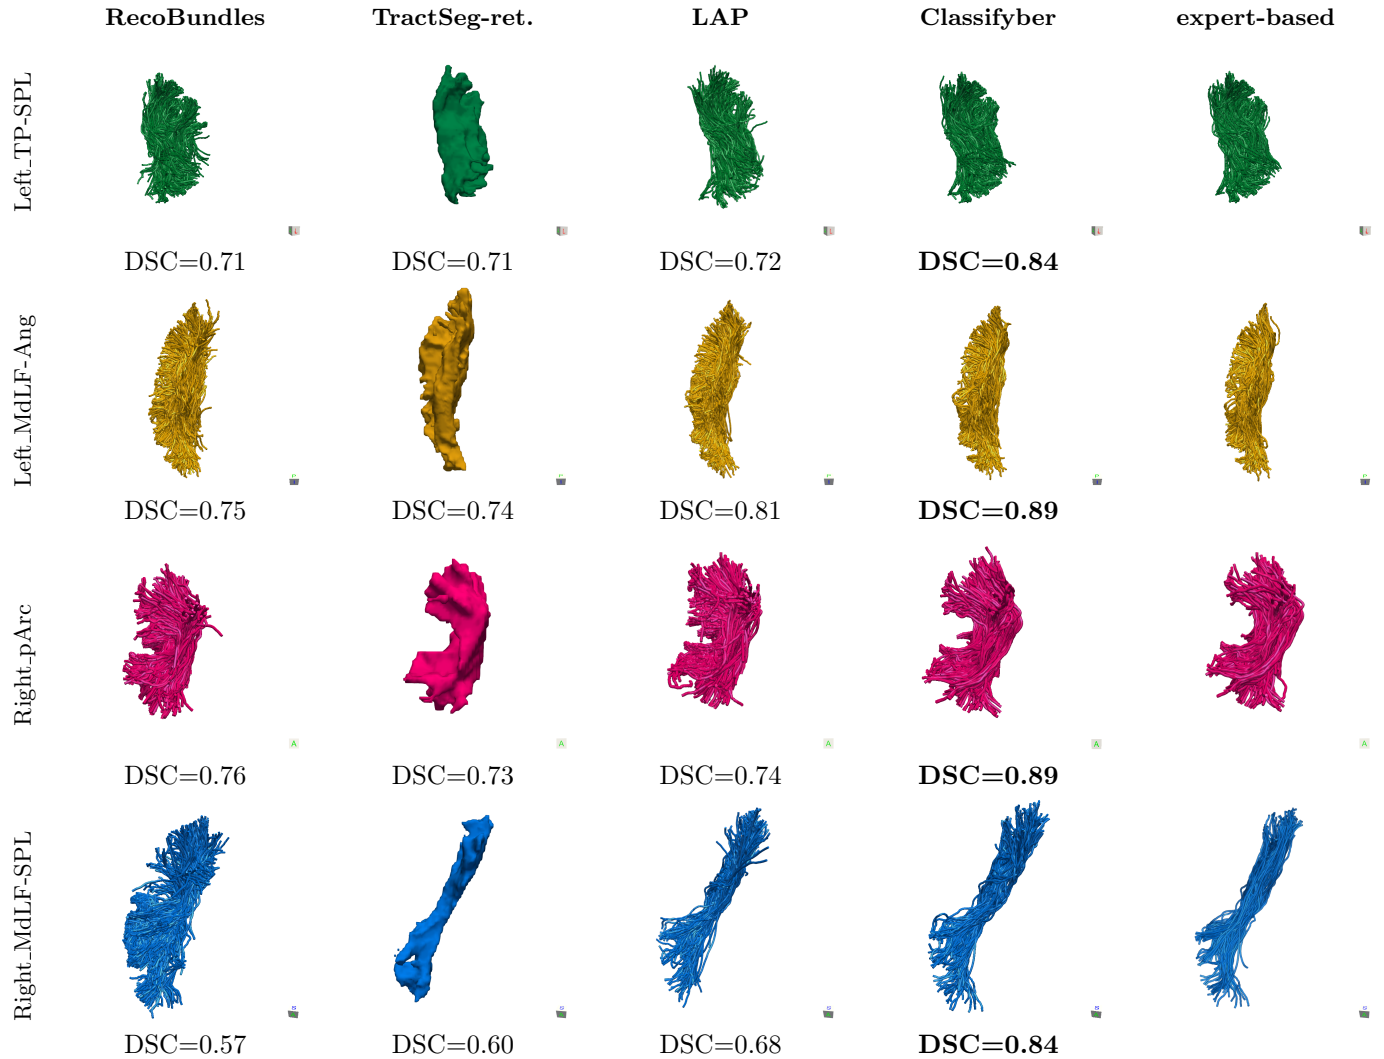 RecoBundles TractSeg-ret. LAP Classifyber expert-based
Left_TP-SPL
DSC=0.71 DSC=0.71 DSC=0.72 DSC=0.84
Left_MdLF-Ang
DSC=0.75 DSC=0.74 DSC=0.81 DSC=0.89
Right_pArc
A A A A A
DSC=0.76 DSC=0.73 DSC=0.74 DSC=0.89
Right_MdLF-SPL
DSC=0.57 DSC=0.60 DSC=0.68 DSC=0.84